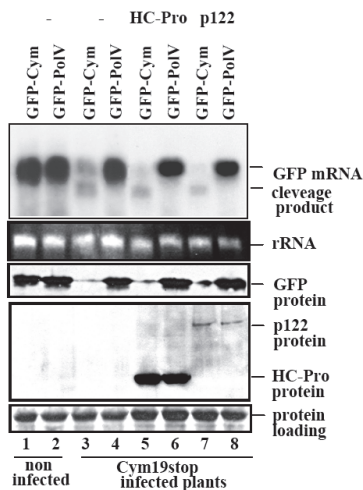 - - HC-Pro p122
GFP-Cym GFP-PolV GFP-Cym GFP-PolV GFP-Cym GFP-PolV GFP-Cym GFP-PolV
GFP mRNA
cleveage
product
rRNA
GFP
protein
p122
protein
HC-Pro
protein
protein
loading
1 2 3 4 5 6 7 8
non
infected
Cym19stop
infected plants